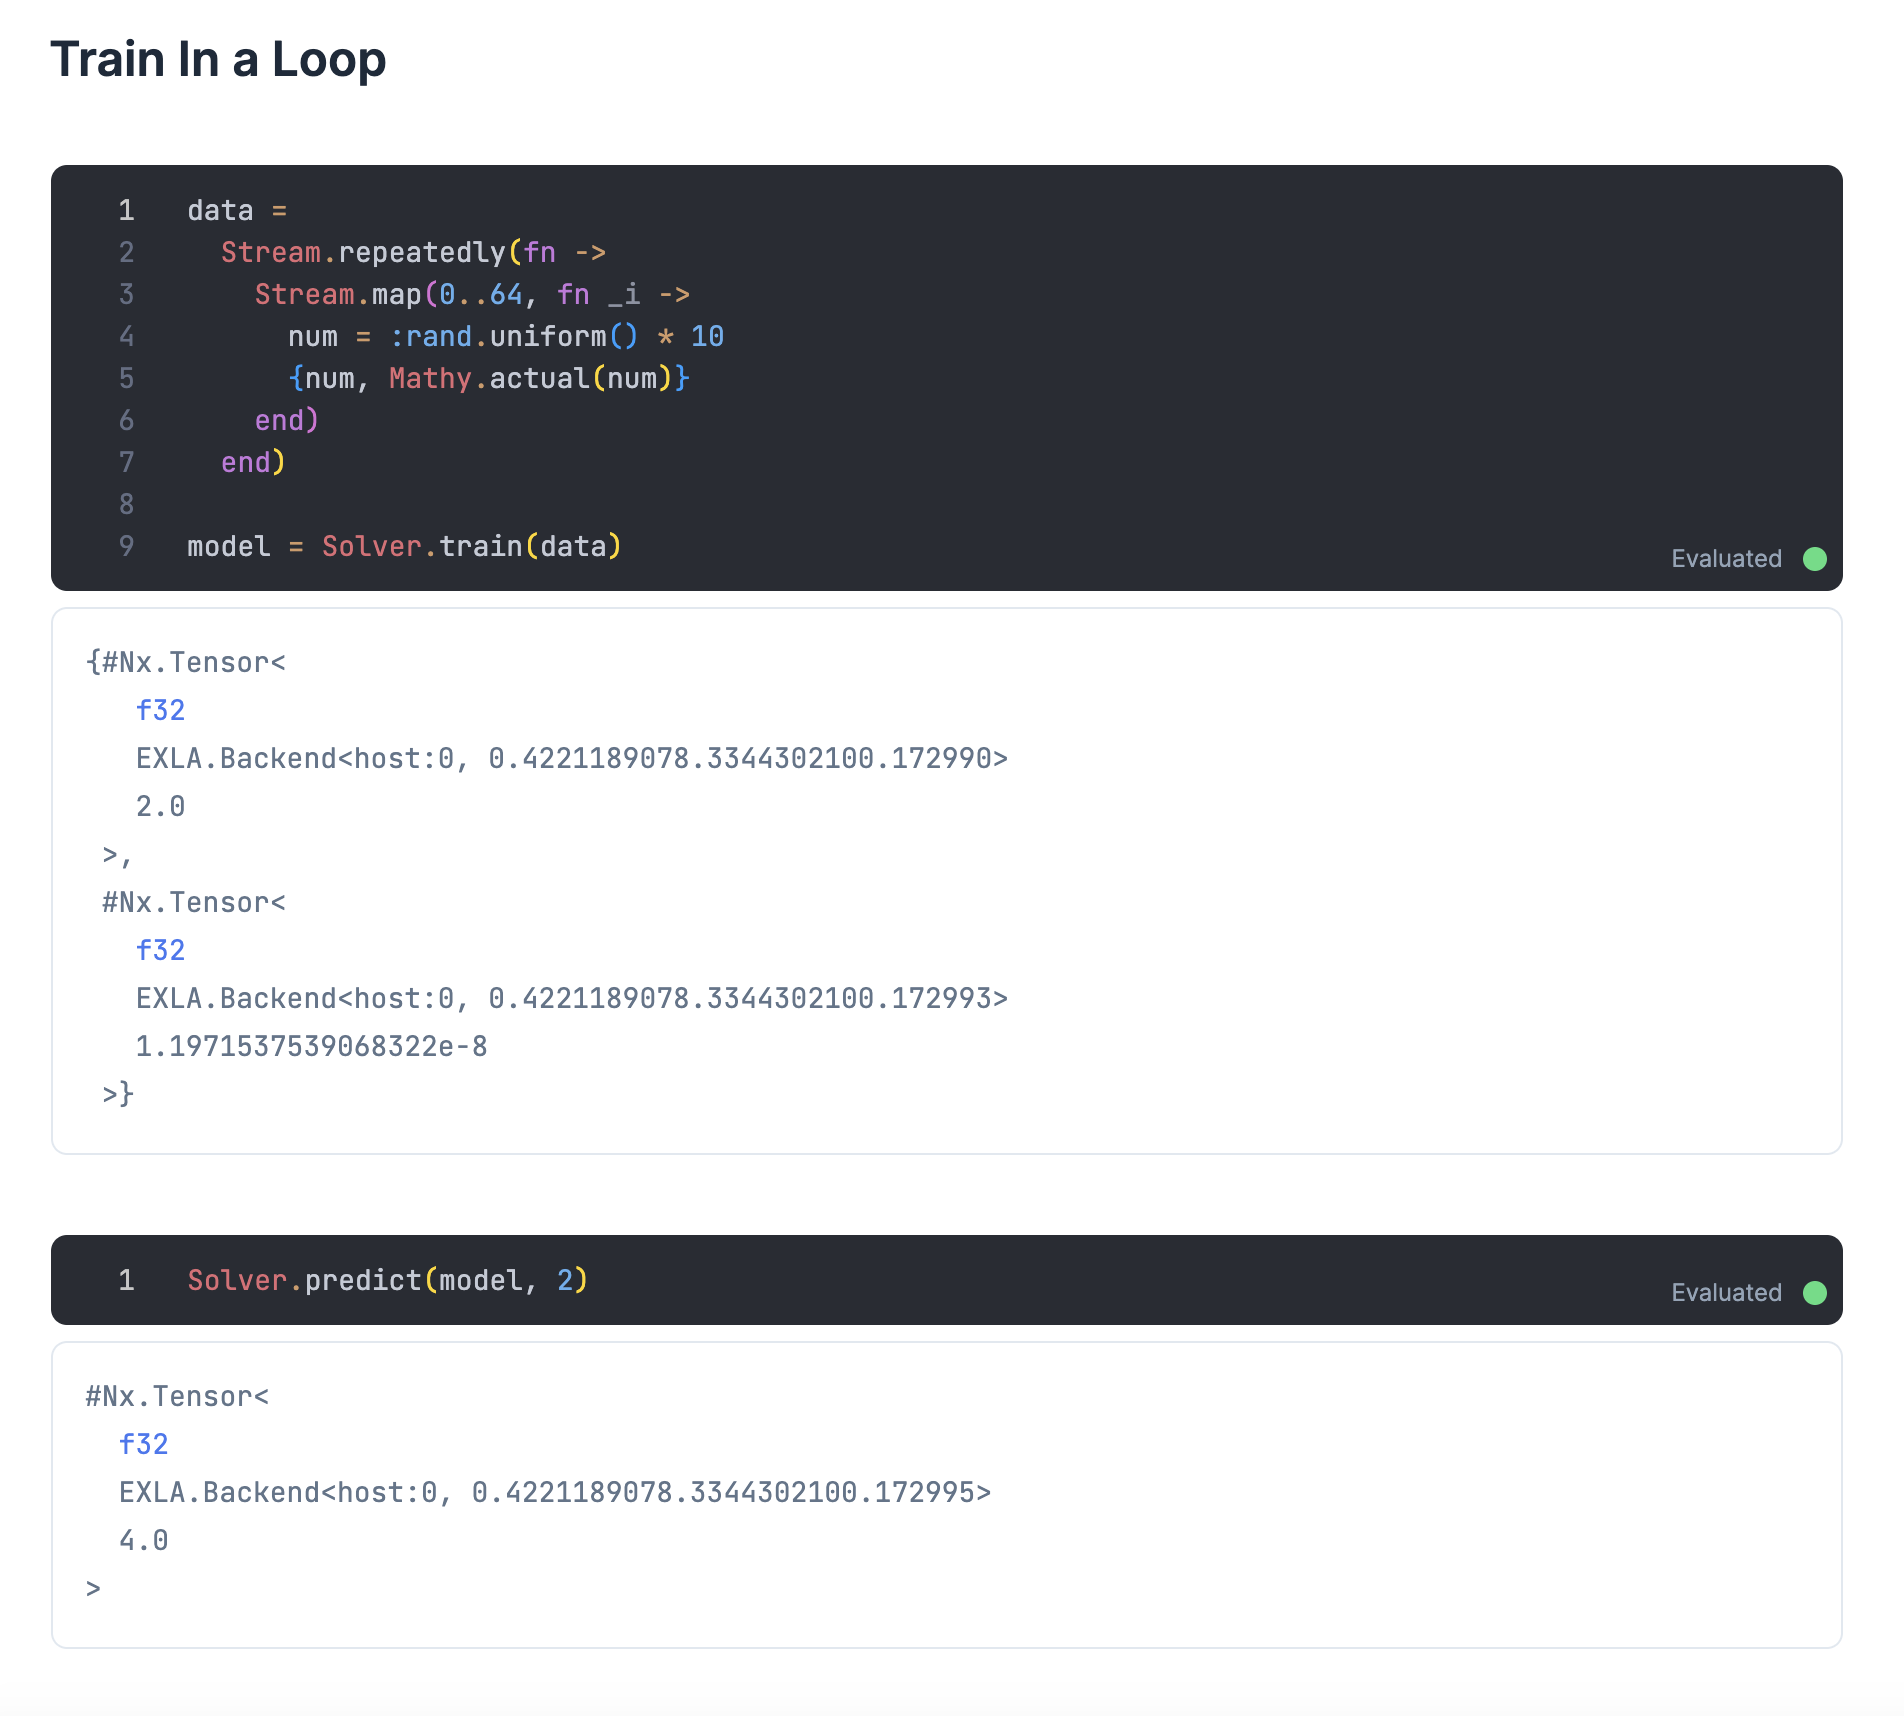 Train In a Loop
1 data =
2 Stream.repeatedly(fn ->
3 Stream.map(0..64, fn _i ->
4 num = :rand.uniform() * 10
5 {num, Mathy.actual(num)}
6 end)
7 end)
8
9 model = Solver.train(data)
Evaluated
{#Nx.Tensor<
f32
EXLA.Backend<host:0, 0.4221189078.3344302100.172990>
2.0
>,
#Nx.Tensor<
f32
EXLA.Backend<host:0, 0.4221189078.3344302100.172993>
1.1971537539068322e-8
>}
1 Solver.predict(model, 2)
Evaluated
#Nx.Tensor<
f32
EXLA.Backend<host:0, 0.4221189078.3344302100.172995>
4.0
>